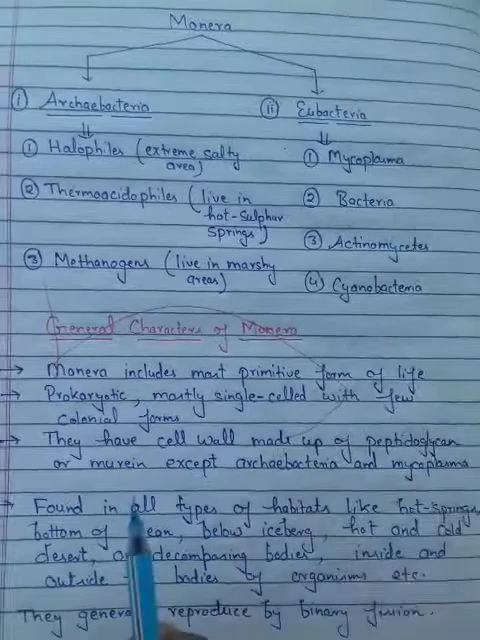 Monera
(i) Archaebacteria
(ii) Eubacteria
① Halophiles (extreme salty
area)
② Thermoacidophiles (live in
hot-Sulphur
Springs)
③ Methanogens (live in marshy
areas)
① Mycoplasma
② Bacteria
③ Actinomycetes
④ Cyanobacteria
General Characters of Monera
→ Monera includes most primitive form of life
→ Prokaryotic, mostly single-celled with few
colonial forms
→ They have cell wall made up of peptidoglycan
or murein except archaebacteria and mycoplasma
→ Found in all types of habitats like hot-springs,
bottom of ean, below iceberg, hot and cold
desert, on decomposing bodies, inside and
outside bodies of organisms etc.
They genera reproduce by binary fission.